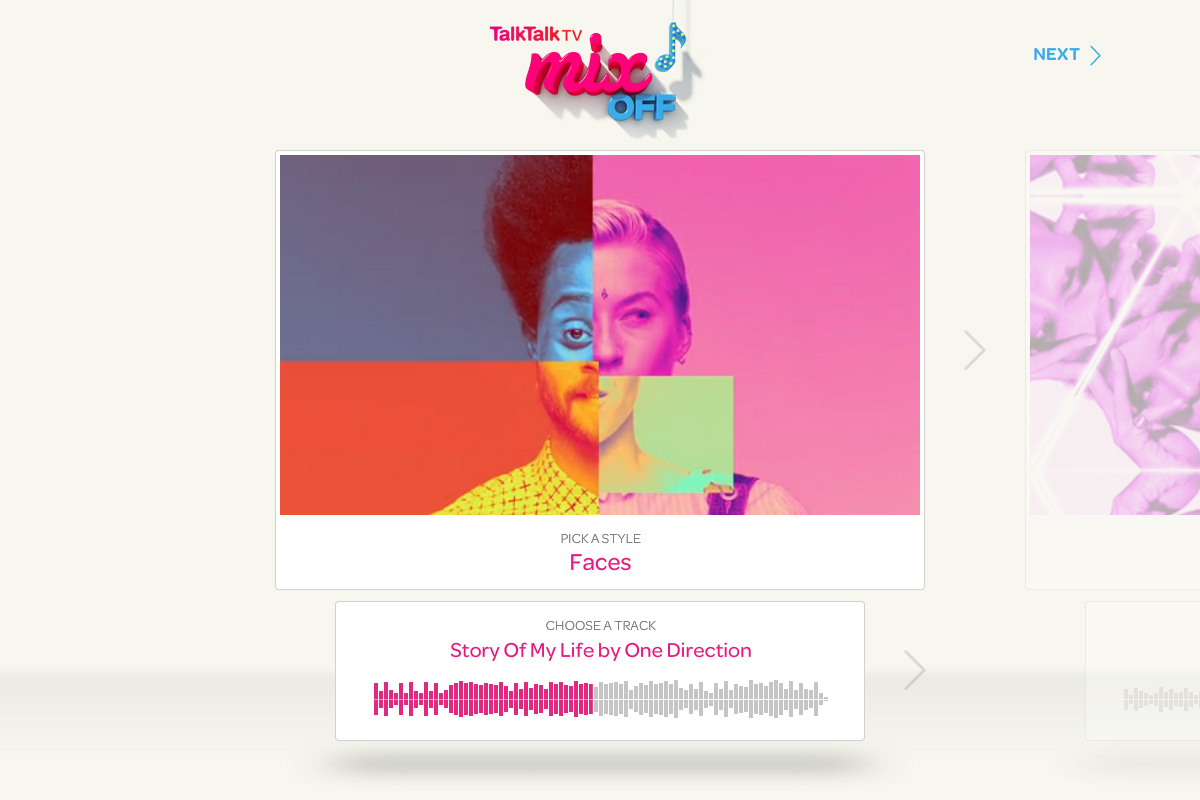 TalkTalk TV
mix
OFF
NEXT
PICK A STYLE
Faces
CHOOSE A TRACK
Story Of My Life by One Direction